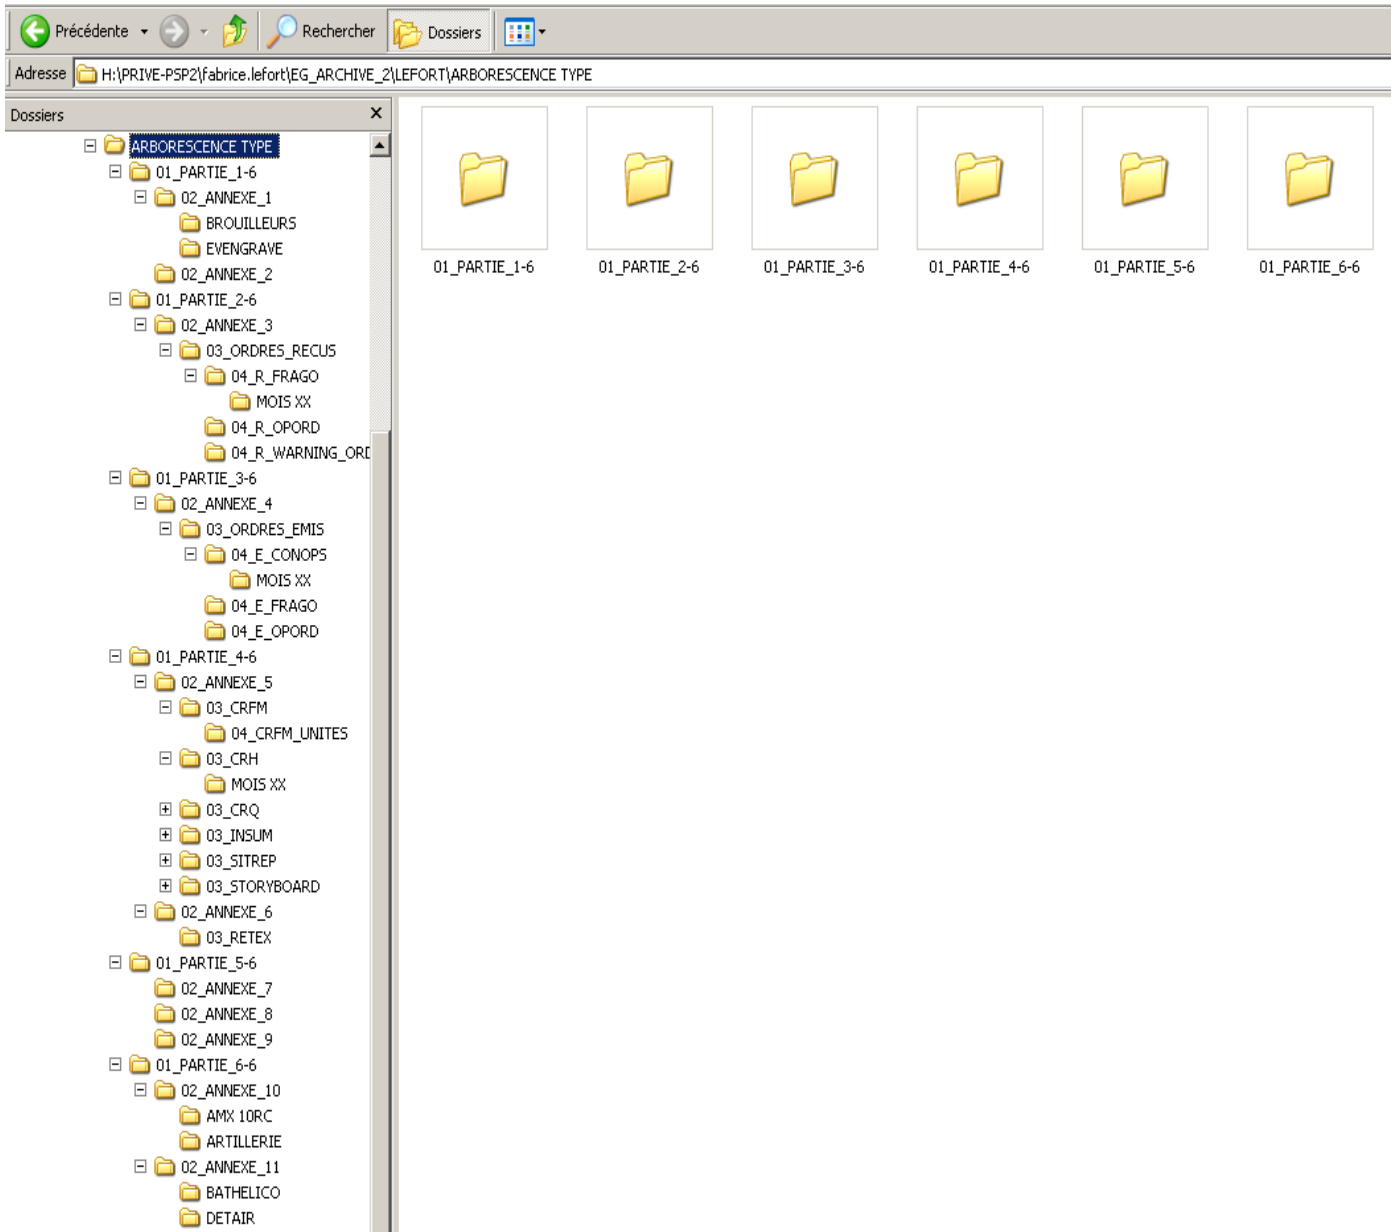 Précédente Rechercher Dossiers
Adresse H:\PRIVE-PSP2\fabrice.lefort\EG_ARCHIVE_2\LEFORT\ARBORESCENCE TYPE
Dossiers x
ARBORESCENCE TYPE
01_PARTIE_1-6
02_ANNEXE_1
BROUILLEURS
EVENGRAVE
02_ANNEXE_2
01_PARTIE_2-6
02_ANNEXE_3
03_ORDRES_RECUS
04_R_FRAGO
MOIS XX
04_R_OPORD
04_R_WARNING_ORD
01_PARTIE_3-6
02_ANNEXE_4
03_ORDRES_EMIS
04_E_CONOPS
MOIS XX
04_E_FRAGO
04_E_OPORD
01_PARTIE_4-6
02_ANNEXE_5
03_CRFM
04_CRFM_UNITES
03_CRH
MOIS XX
03_CRQ
03_INSUM
03_SITREP
03_STORYBOARD
02_ANNEXE_6
03_RETEX
01_PARTIE_5-6
02_ANNEXE_7
02_ANNEXE_8
02_ANNEXE_9
01_PARTIE_6-6
02_ANNEXE_10
AMX 10RC
ARTILLERIE
02_ANNEXE_11
BATHELICO
DETAIR
01_PARTIE_1-6 01_PARTIE_2-6 01_PARTIE_3-6 01_PARTIE_4-6 01_PARTIE_5-6 01_PARTIE_6-6